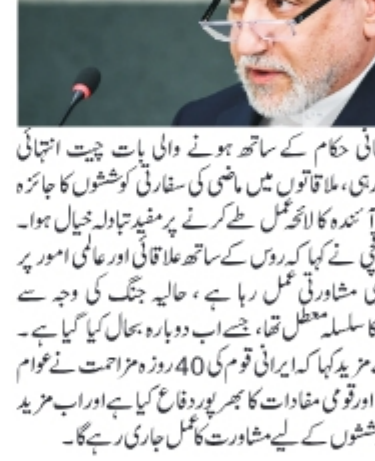 حکام کے ساتھ ہونے والی بات چیت انتہائی
رہی، ملاقاتوں میں ماضی کی سفارتی کوششوں کا جائزہ
آئندہ کا لائحہ عمل طے کرنے پر مفید تبادلہ خیال ہوا۔
نے کہا کہ روس کے ساتھ علاقائی اور عالمی امور پر
مشاورتی عمل رہا ہے، حالیہ جنگ کی وجہ سے
کا سلسلہ معطل تھا، جسے اب دوبارہ بحال کیا گیا ہے۔
مزید کہا کہ ایرانی قوم کی 40 روزہ مزاحمت نے عوام
اور قومی مفادات کا بھرپور دفاع کیا ہے اور اب مزید
کے لیے مشاورت کا عمل جاری رہے گا۔